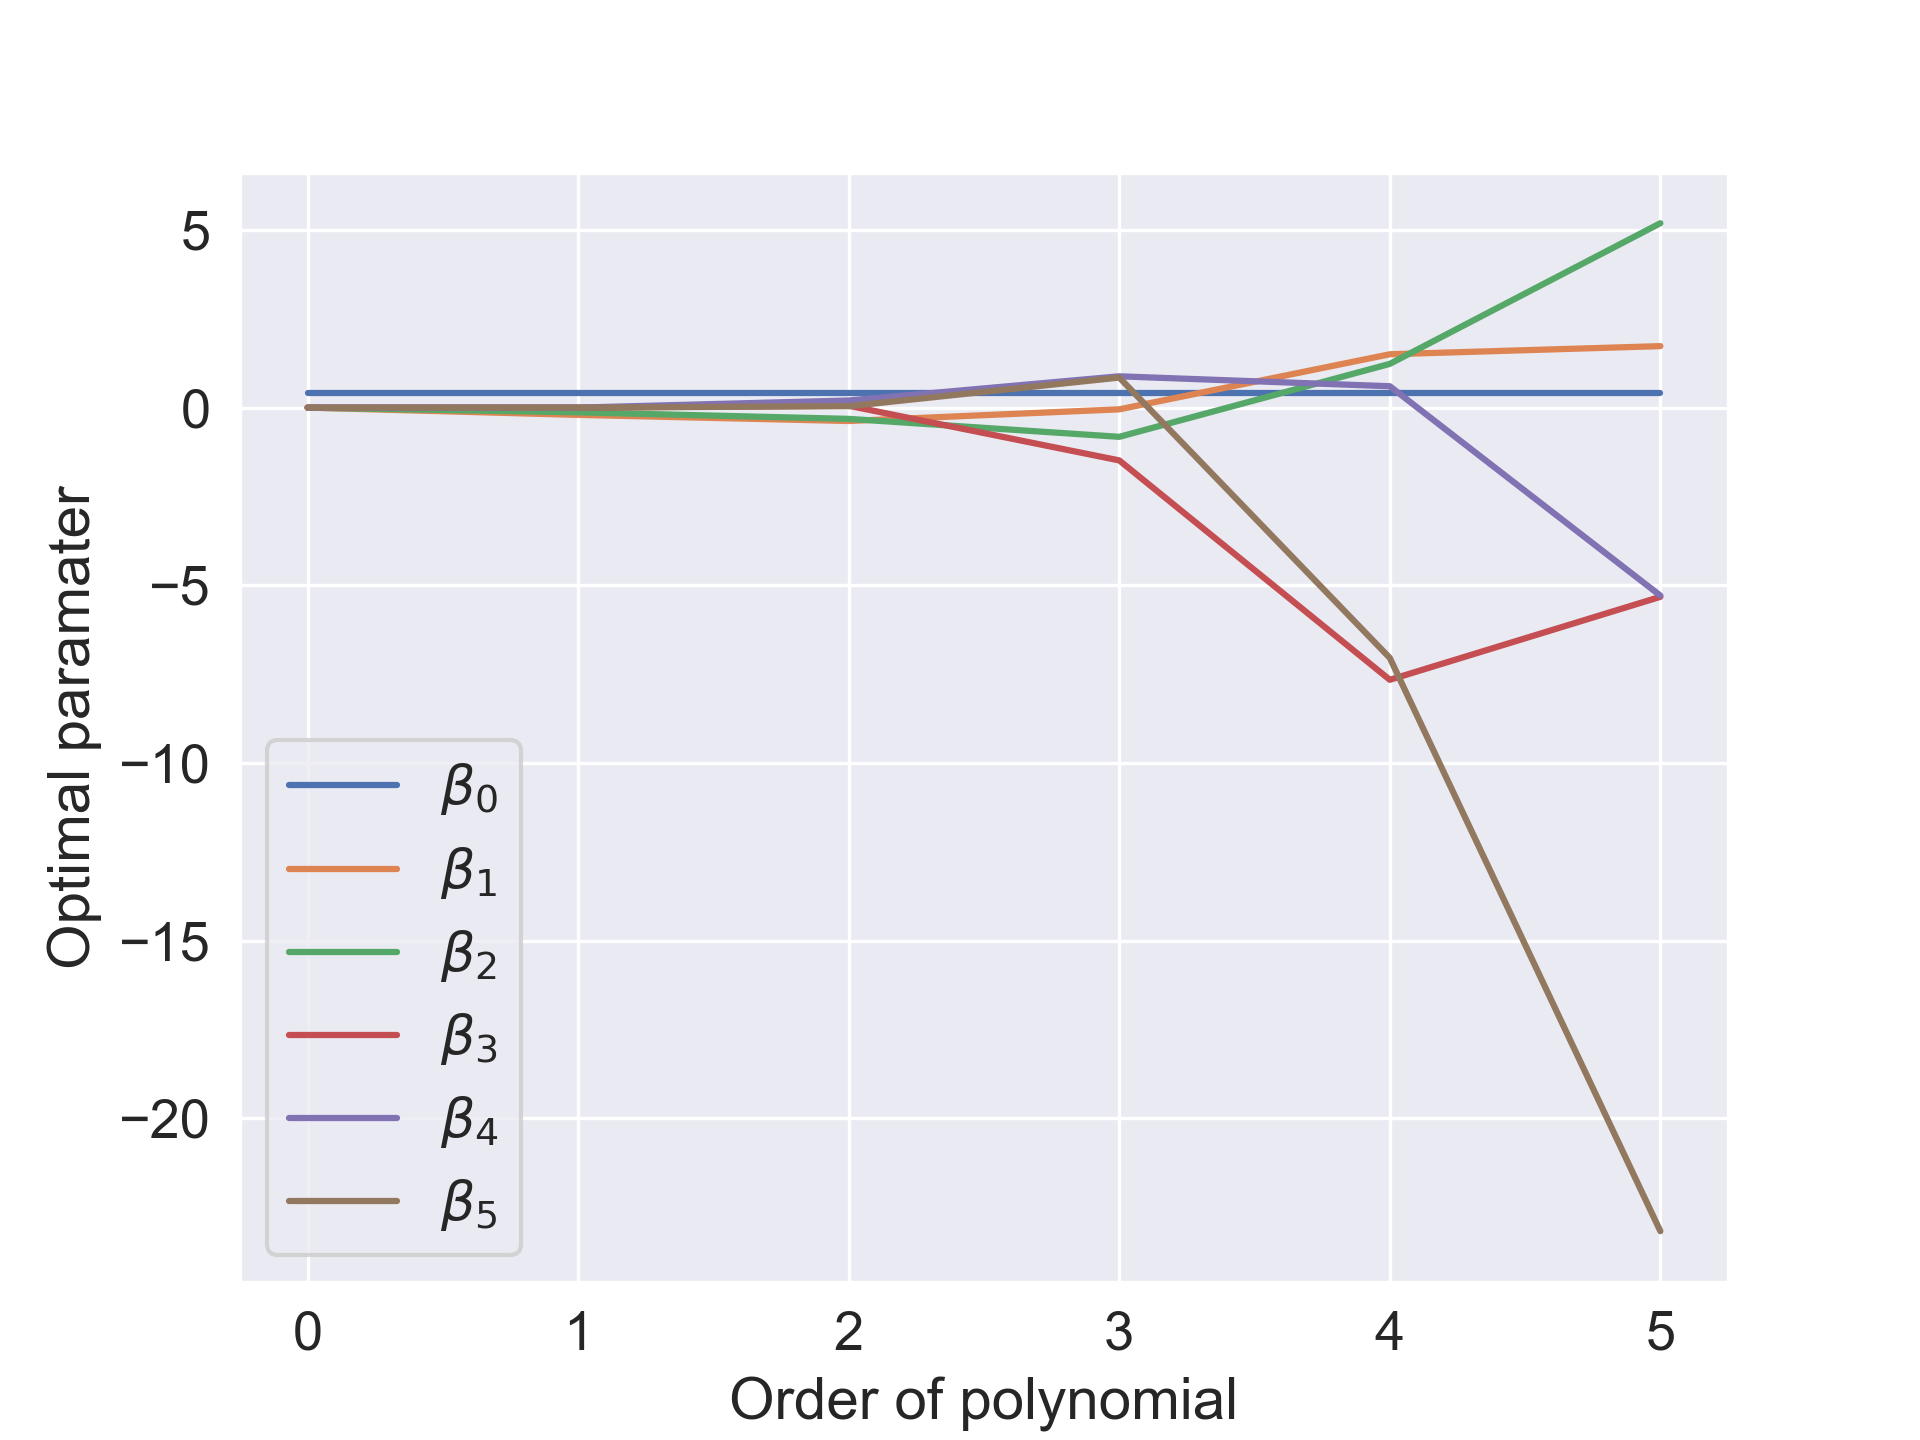 5
0
−5
−10
−15
−20
Optimal paramater
β₀
β₁
β₂
β₃
β₄
β₅
0 1 2 3 4 5
Order of polynomial